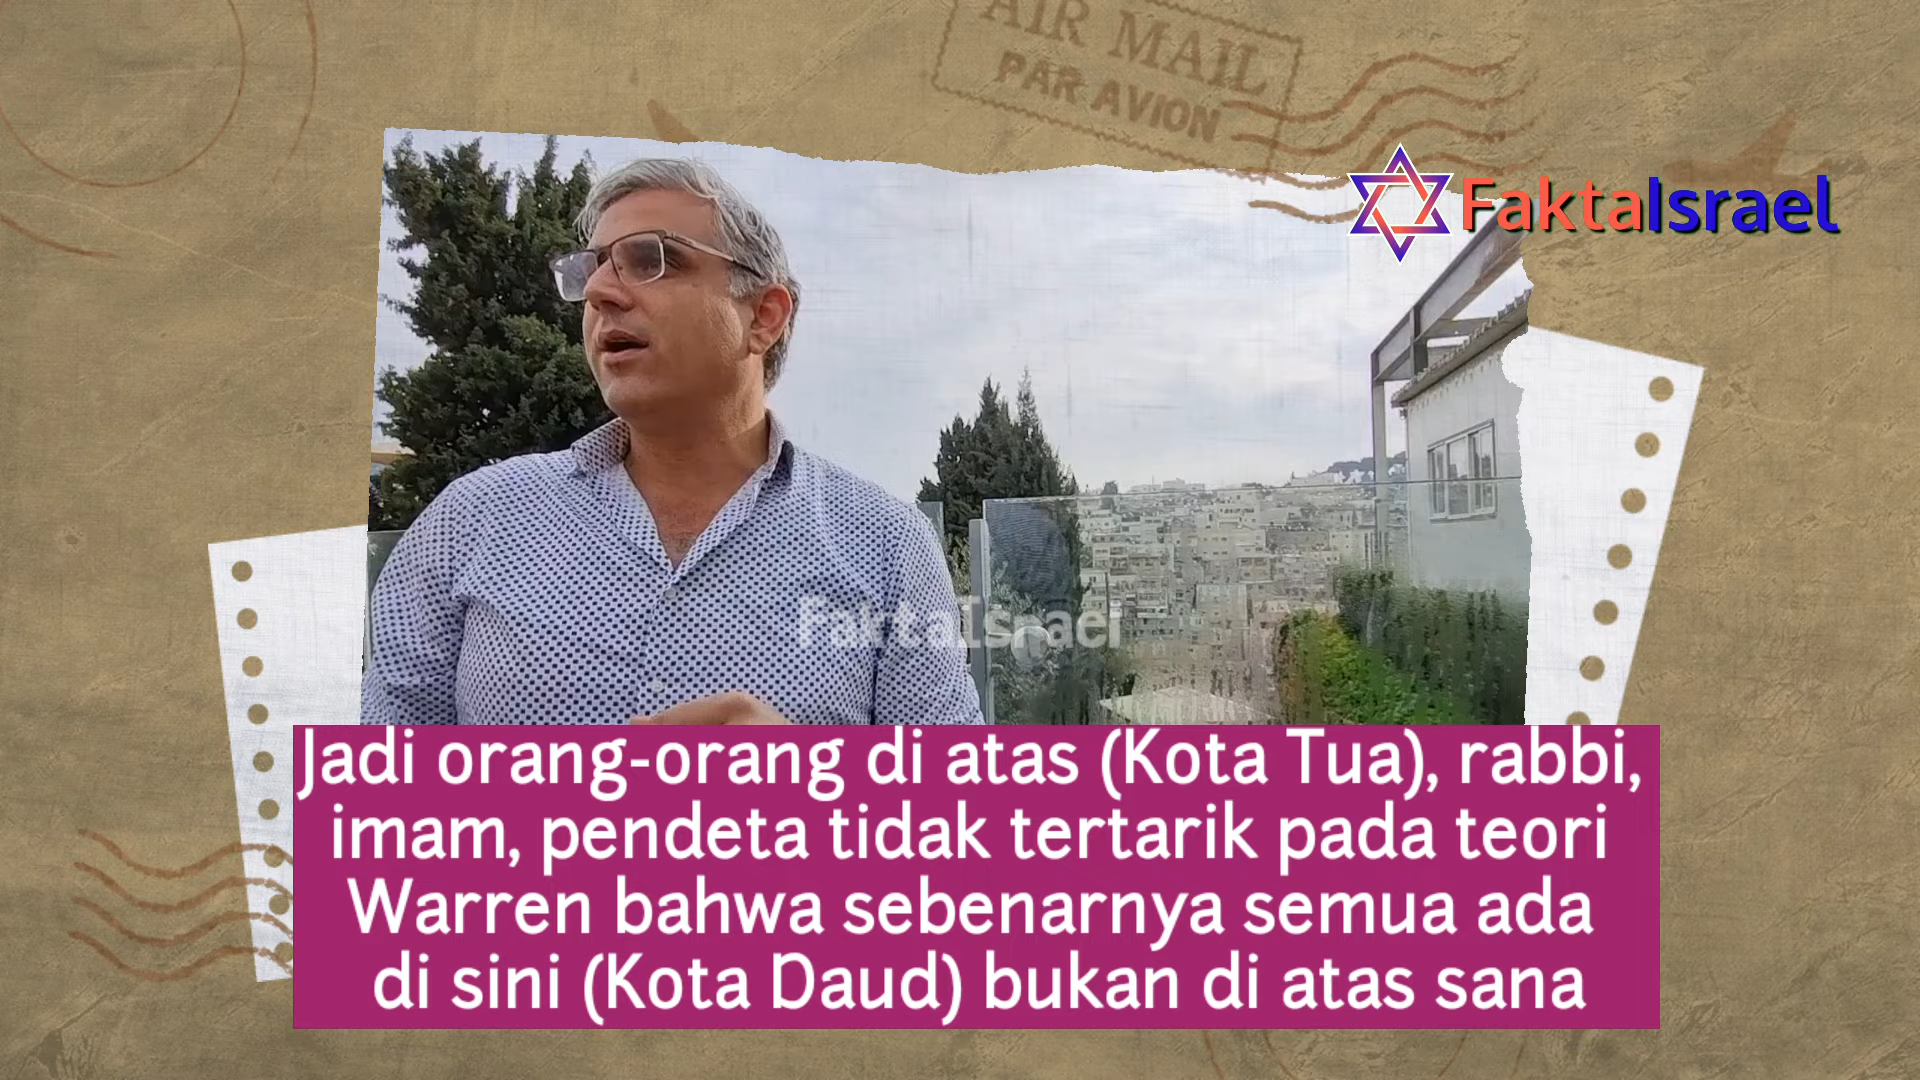 AIR MAIL
PAR AVION
FaktaIsrael
FaktaIsrael
Jadi orang-orang di atas (Kota Tua), rabbi,
imam, pendeta tidak tertarik pada teori
Warren bahwa sebenarnya semua ada
di sini (Kota Daud) bukan di atas sana